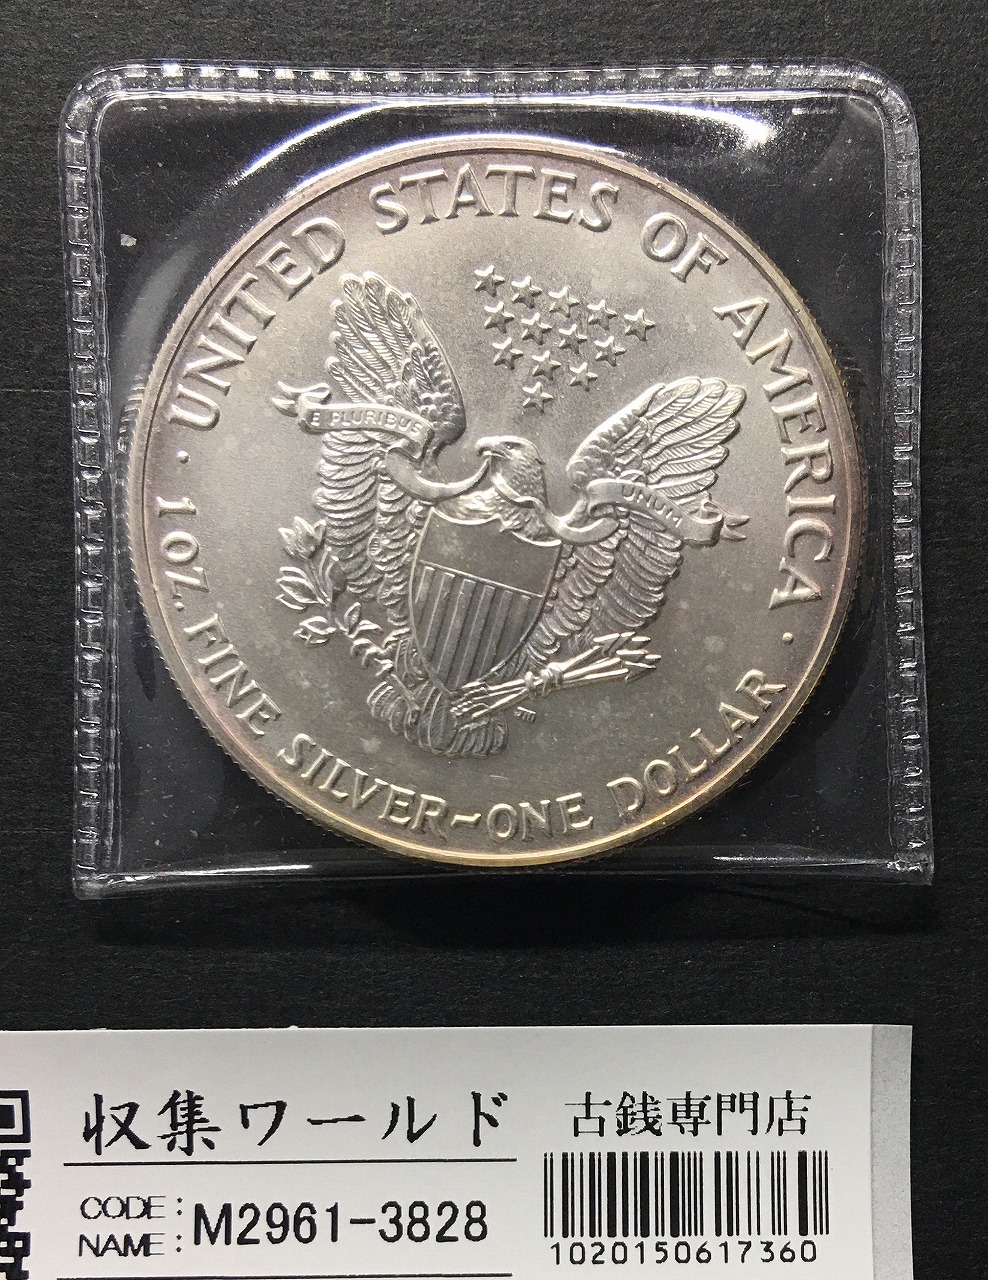 UNITED STATES OF AMERICA
E PLURIBUS
UNUM
· 1 OZ. FINE SILVER~ONE DOLLAR ·
収集ワールド
古銭専門店
CODE:
NAME:
M2961-3828
1020150617360